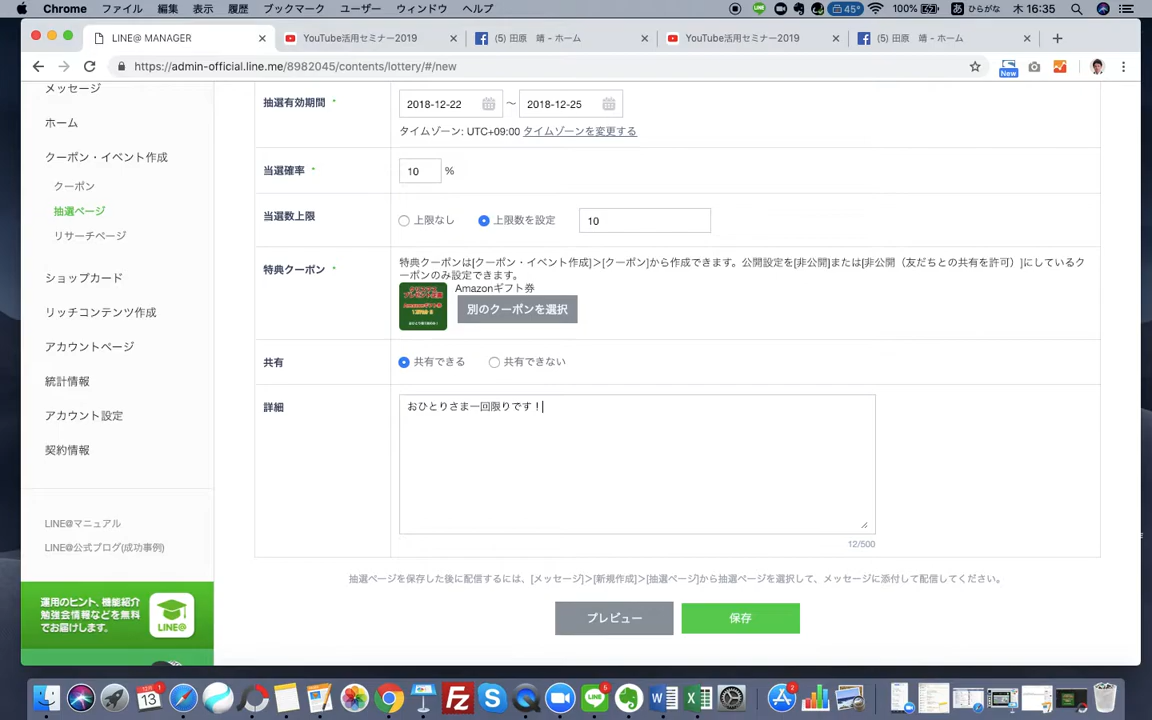 Chrome ファイル 編集 表示 履歴 ブックマーク ユーザー ウィンドウ ヘルプ 45° 100% あ ひらがな 木 16:35
LINE@ MANAGER YouTube活用セミナー2019 (5) 田原 靖 - ホーム YouTube活用セミナー2019 (5) 田原 靖 - ホーム
https://admin-official.line.me/8982045/contents/lottery/#/new New
メッセージ
ホーム
クーポン・イベント作成
クーポン
抽選ページ
リサーチページ
ショップカード
リッチコンテンツ作成
アカウントページ
統計情報
アカウント設定
契約情報
LINE@マニュアル
LINE@公式ブログ(成功事例)
運用のヒント、機能紹介
勉強会情報などを無料
でお届けします。
LINE@
抽選有効期間 * 2018-12-22 ～ 2018-12-25
タイムゾーン: UTC+09:00 タイムゾーンを変更する
当選確率 * 10 %
当選数上限 上限なし 上限数を設定 10
特典クーポン * 特典クーポンは[クーポン・イベント作成]>[クーポン]から作成できます。公開設定を[非公開]または[非公開（友だちとの共有を許可）]にしているク
ーポンのみ設定できます。
Amazonギフト券
別のクーポンを選択
共有 共有できる 共有できない
詳細 おひとりさま一回限りです！
12/500
抽選ページを保存した後に配信するには、[メッセージ]>[新規作成]>[抽選ページ]から抽選ページを選択して、メッセージに添付して配信してください。
プレビュー 保存